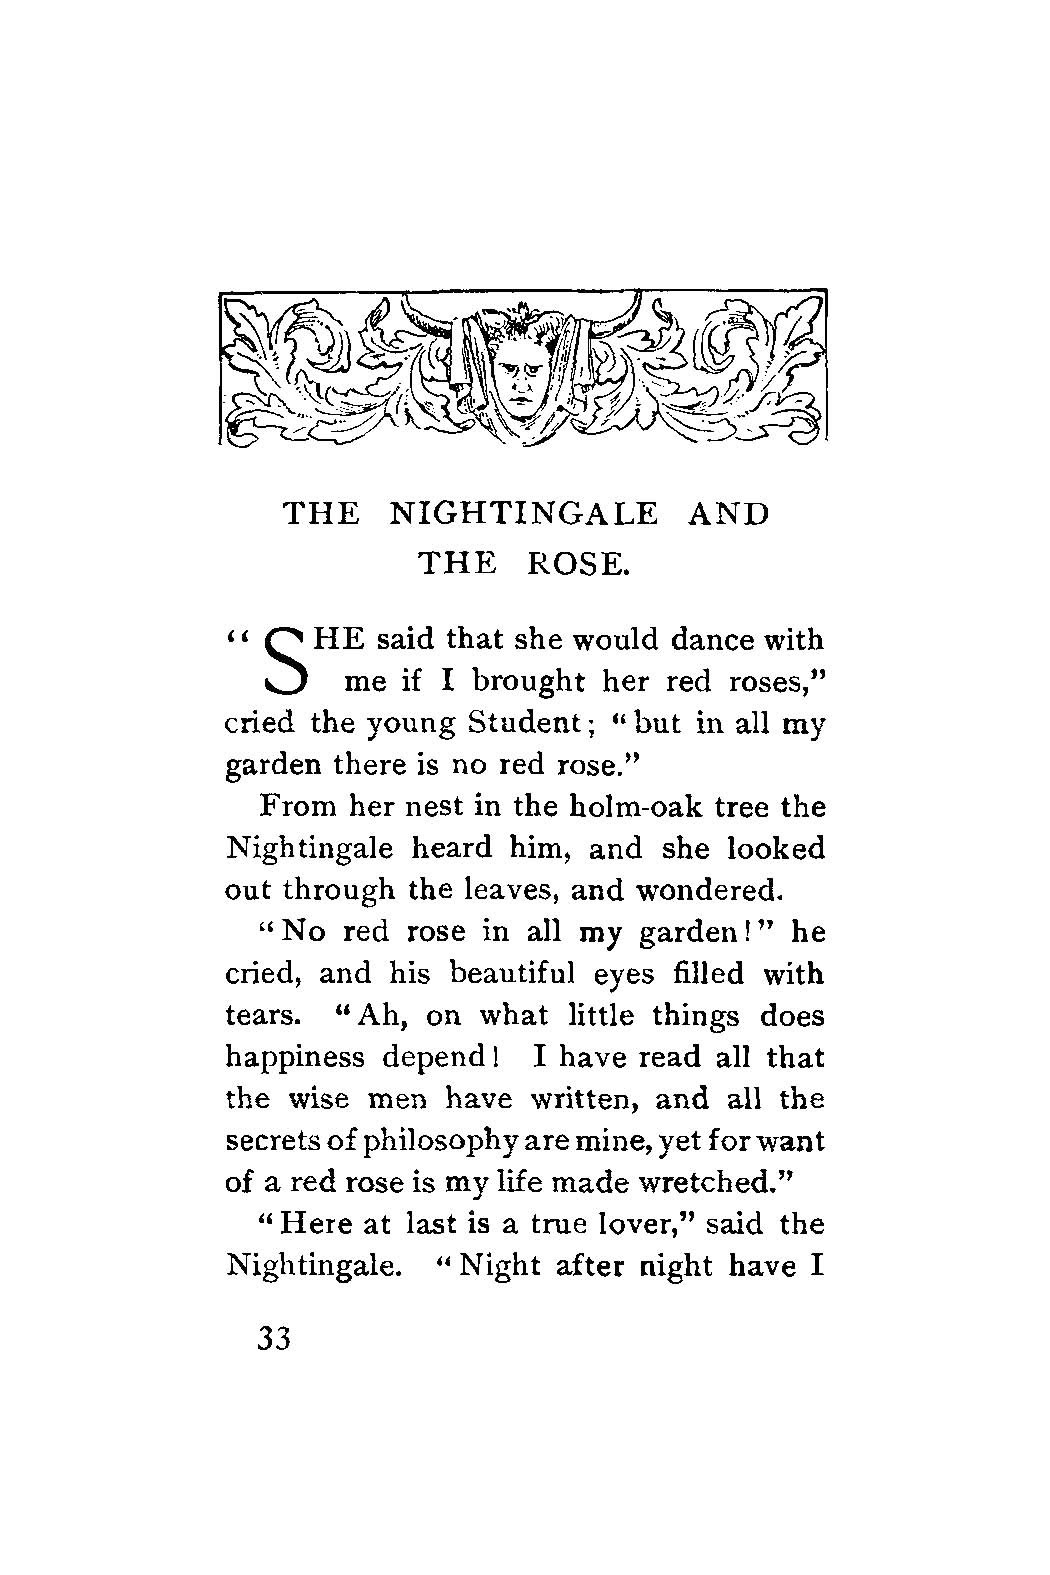 THE NIGHTINGALE AND
THE ROSE.
“SHE said that she would dance with
me if I brought her red roses,”
cried the young Student; “but in all my
garden there is no red rose.”
From her nest in the holm-oak tree the
Nightingale heard him, and she looked
out through the leaves, and wondered.
“No red rose in all my garden!” he
cried, and his beautiful eyes filled with
tears. “Ah, on what little things does
happiness depend! I have read all that
the wise men have written, and all the
secrets of philosophy are mine, yet for want
of a red rose is my life made wretched.”
“Here at last is a true lover,” said the
Nightingale. “Night after night have I
33